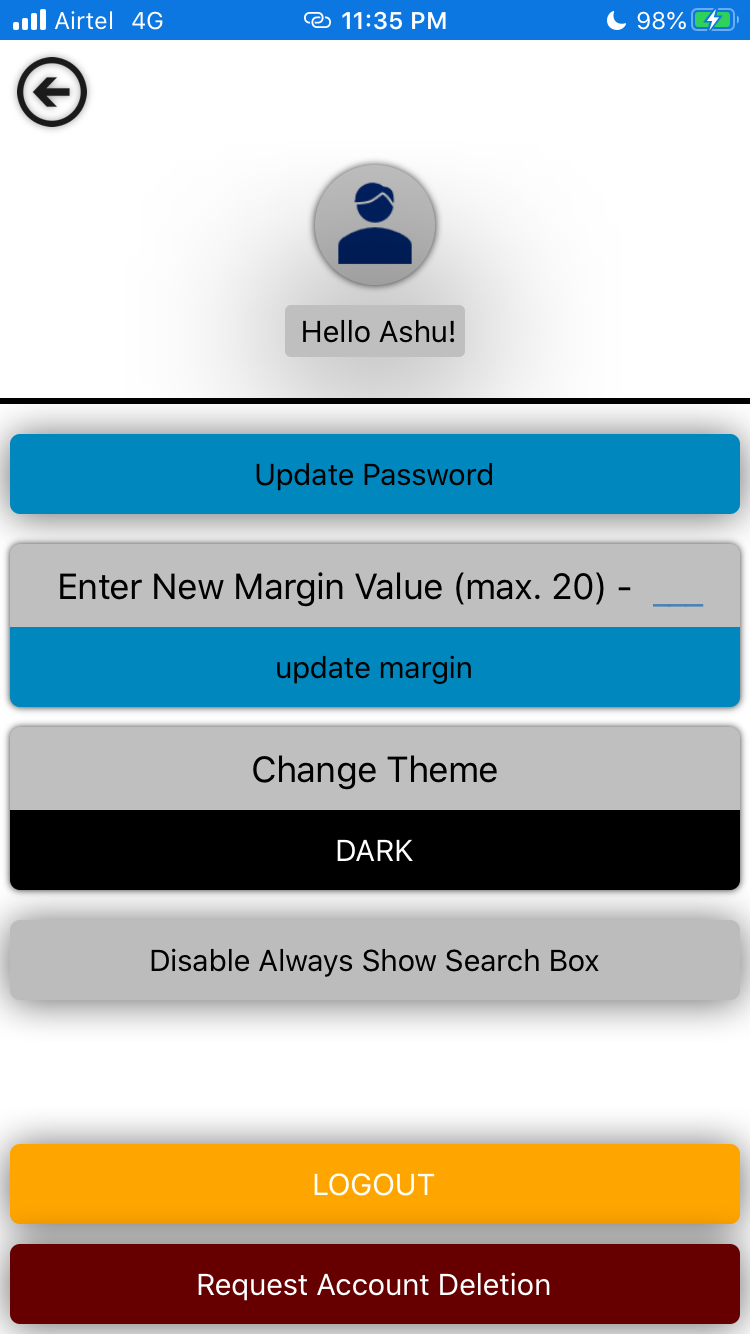 Airtel 4G 11:35 PM 98%
Hello Ashu!
Update Password
Enter New Margin Value (max. 20) - ___
update margin
Change Theme
DARK
Disable Always Show Search Box
LOGOUT
Request Account Deletion